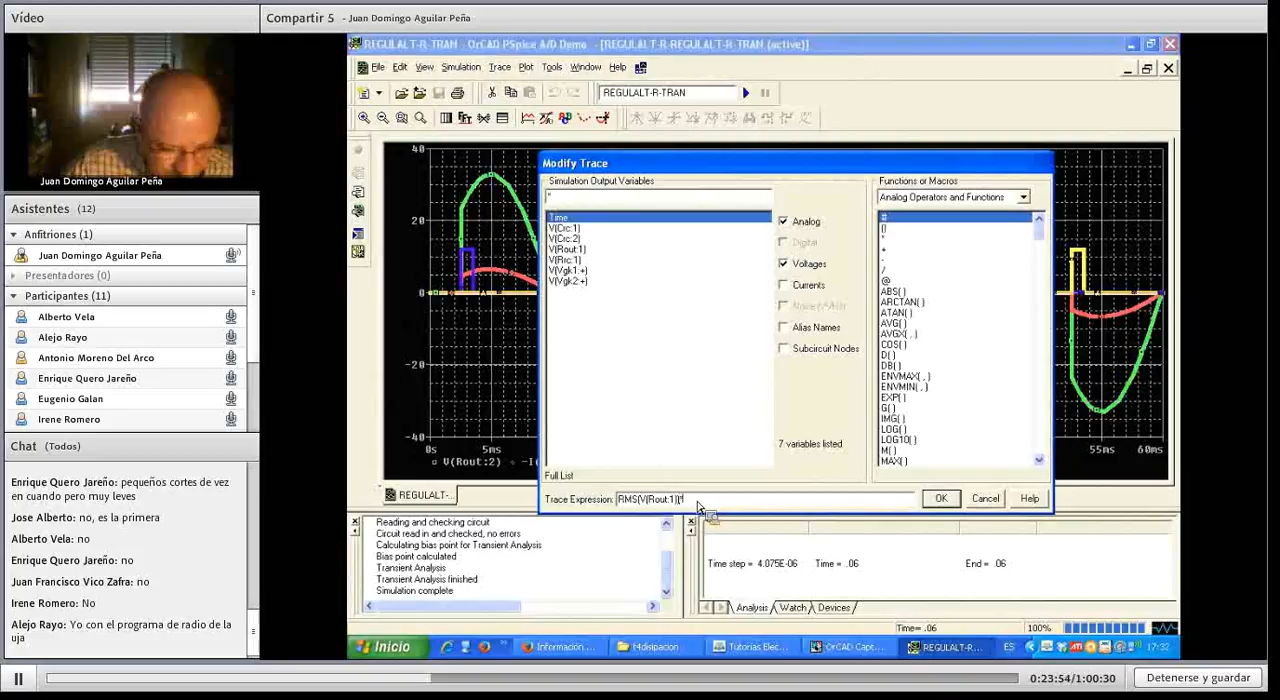 Vídeo
Compartir 5 - Juan Domingo Aguilar Peña
Juan Domingo Aguilar Peña
Asistentes (12)
Anfitriones (1)
Juan Domingo Aguilar Peña
Presentadores (0)
Participantes (11)
Alberto Vela
Alejo Rayo
Antonio Moreno Del Arco
Enrique Quero Jareño
Eugenio Galan
Irene Romero
Chat (Todos)
Enrique Quero Jareño: pequeños cortes de vez
en cuando pero muy leves
Jose Alberto: no, es la primera
Alberto Vela: no
Enrique Quero Jareño: no
Juan Francisco Vico Zafra: no
Irene Romero: No
Alejo Rayo: Yo con el programa de radio de la
uja
REGULALT-R TRAN - OrCAD PSpice A/D Demo - [REGULALT-R-REGULALT-R TRAN (active)]
File Edit View Simulation Trace Plot Tools Window Help
REGULALT-R-TRAN
40
20
0
-20
-40
0s 5ms
55ms 60ms
V(Rout:2)
REGULALT-...
Modify Trace
Simulation Output Variables
*
Time
V(Crc:1)
V(Crc:2)
V(Rout:1)
V(Rrc:1)
V(Vgk1:+)
V(Vgk2:+)
Analog
Digital
Voltages
Currents
Alias Names
Subcircuit Nodes
7 variables listed
Full List
Functions or Macros
Analog Operators and Functions
#
()
*
+
-
/
@
ABS( )
ARCTAN( )
ATAN( )
AVG( )
AVGX( , )
COS( )
D( )
DB( )
ENVMAX( , )
ENVMIN( , )
EXP( )
G( )
IMG( )
LOG( )
LOG10( )
M( )
MAX( )
Trace Expression:
OK
Cancel
Help
Reading and checking circuit
Circuit read in and checked, no errors
Calculating bias point for Transient Analysis
Bias point calculated
Transient Analysis
Transient Analysis finished
Simulation complete
Time step = 4.075E-06 Time = .06 End = .06
Analysis Watch Devices
Time= .06 100%
Inicio
Información ...
f4disipacion
Tutorias Elec...
OrCAD Capt...
REGULALT-R...
ES
17:32
0:23:54/1:00:30
Detenerse y guardar